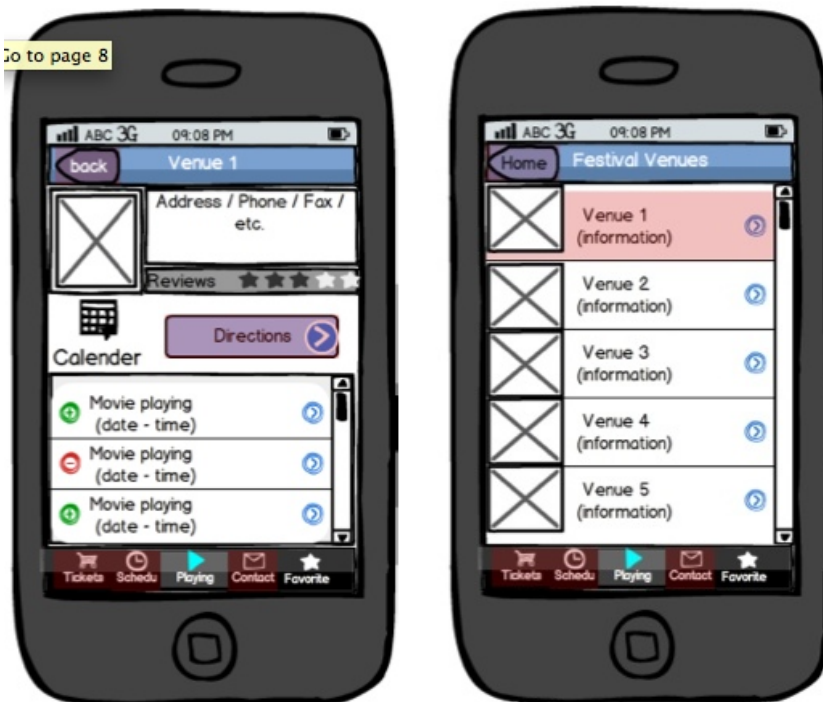 Go to page 8
ABC 3G 09:08 PM
back Venue 1
Address / Phone / Fax /
etc.
Reviews
Calender
Directions
Movie playing
(date - time)
Movie playing
(date - time)
Movie playing
(date - time)
Tickets Schedu Playing Contact Favorite
ABC 3G 09:08 PM
Home Festival Venues
Venue 1
(information)
Venue 2
(information)
Venue 3
(information)
Venue 4
(information)
Venue 5
(information)
Tickets Schedu Playing Contact Favorite